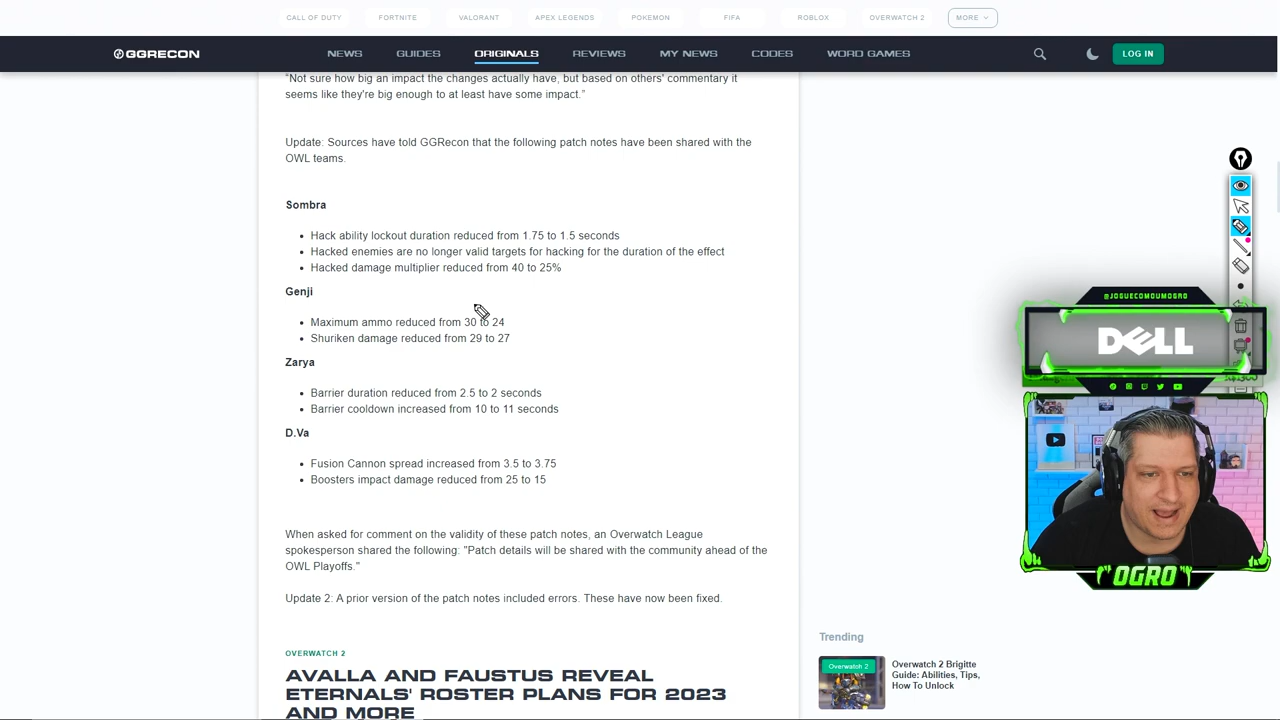 CALL OF DUTY
FORTNITE
VALORANT
APEX LEGENDS
POKEMON
FIFA
ROBLOX
OVERWATCH 2
MORE
GGRECON
NEWS
GUIDES
ORIGINALS
REVIEWS
MY NEWS
CODES
WORD GAMES
LOG IN
"Not sure how big an impact the changes actually have, but based on others' commentary it
seems like they're big enough to at least have some impact."
Update: Sources have told GGRecon that the following patch notes have been shared with the
OWL teams.
Sombra
• Hack ability lockout duration reduced from 1.75 to 1.5 seconds
• Hacked enemies are no longer valid targets for hacking for the duration of the effect
• Hacked damage multiplier reduced from 40 to 25%
Genji
• Maximum ammo reduced from 30 to 24
• Shuriken damage reduced from 29 to 27
Zarya
• Barrier duration reduced from 2.5 to 2 seconds
• Barrier cooldown increased from 10 to 11 seconds
D.Va
• Fusion Cannon spread increased from 3.5 to 3.75
• Boosters impact damage reduced from 25 to 15
When asked for comment on the validity of these patch notes, an Overwatch League
spokesperson shared the following: "Patch details will be shared with the community ahead of the
OWL Playoffs."
Update 2: A prior version of the patch notes included errors. These have now been fixed.
OVERWATCH 2
AVALLA AND FAUSTUS REVEAL
ETERNALS' ROSTER PLANS FOR 2023
AND MORE
Trending
Overwatch 2
Overwatch 2 Brigitte
Guide: Abilities, Tips,
How To Unlock
@JOGUECOMOUMOGRO
DELL
OGRO